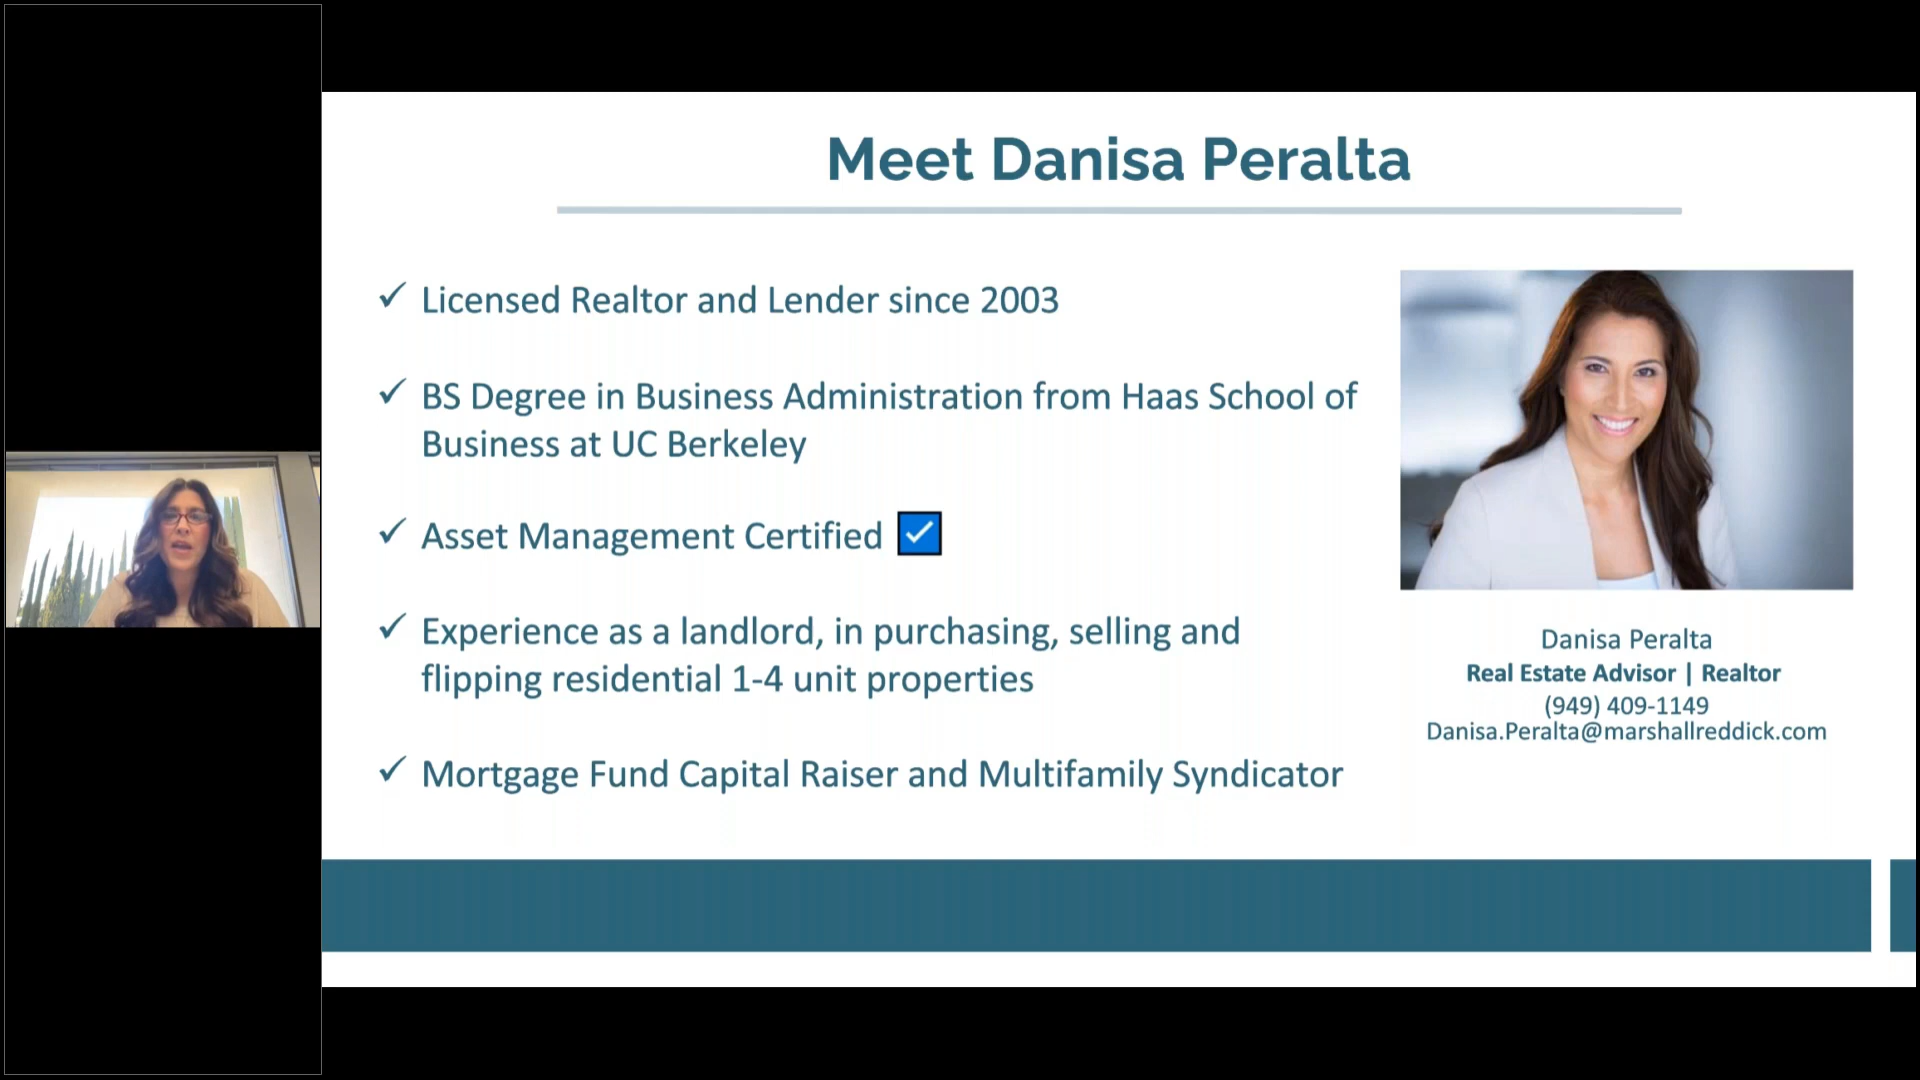 Meet Danisa Peralta
✓ Licensed Realtor and Lender since 2003
✓ BS Degree in Business Administration from Haas School of
Business at UC Berkeley
✓ Asset Management Certified ☑
✓ Experience as a landlord, in purchasing, selling and
flipping residential 1-4 unit properties
✓ Mortgage Fund Capital Raiser and Multifamily Syndicator
Danisa Peralta
Real Estate Advisor | Realtor
(949) 409-1149
Danisa.Peralta@marshallreddick.com